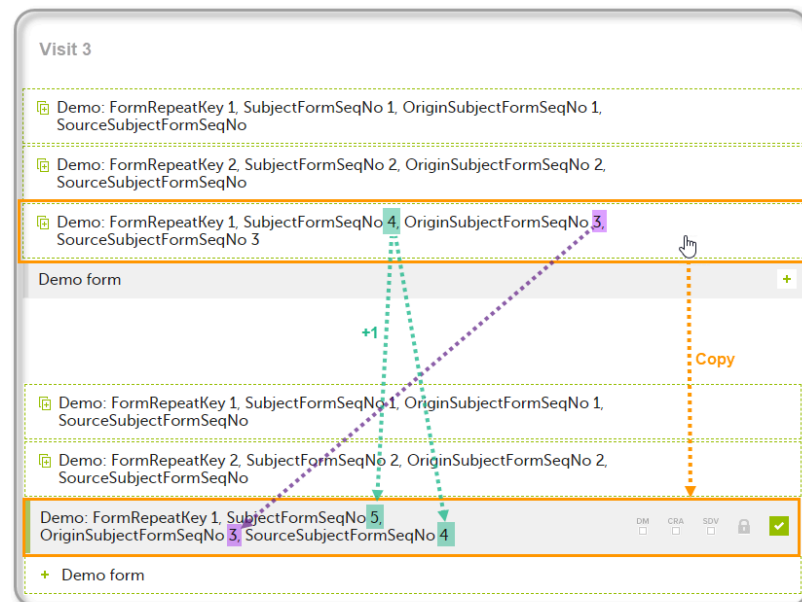 Visit 3
Demo: FormRepeatKey 1, SubjectFormSeqNo 1, OriginSubjectFormSeqNo 1,
SourceSubjectFormSeqNo
Demo: FormRepeatKey 2, SubjectFormSeqNo 2, OriginSubjectFormSeqNo 2,
SourceSubjectFormSeqNo
Demo: FormRepeatKey 1, SubjectFormSeqNo 4, OriginSubjectFormSeqNo 3,
SourceSubjectFormSeqNo 3
Demo form +
+1
Copy
Demo: FormRepeatKey 1, SubjectFormSeqNo 1, OriginSubjectFormSeqNo 1,
SourceSubjectFormSeqNo
Demo: FormRepeatKey 2, SubjectFormSeqNo 2, OriginSubjectFormSeqNo 2,
SourceSubjectFormSeqNo
Demo: FormRepeatKey 1, SubjectFormSeqNo 5,
OriginSubjectFormSeqNo 3, SourceSubjectFormSeqNo 4
DM CRA SDV
+ Demo form